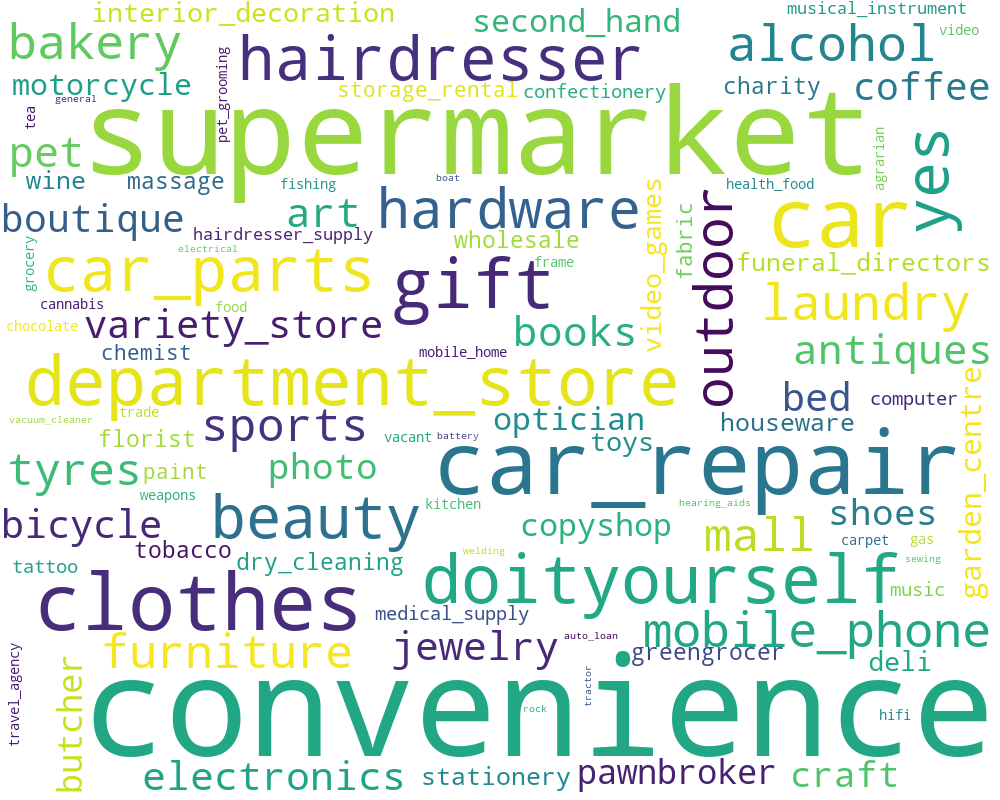 interior_decoration
second_hand
musical_instrument
video
bakery
hairdresser
alcohol
motorcycle
pet_grooming
storage_rental
confectionery
charity
coffee
general
tea
supermarket
yes
agrarian
pet
wine
massage
fishing
boat
health_food
boutique
art
hardware
video_games
fabric
outdoor
car
hairdresser_supply
wholesale
electrical
grocery
car_parts
gift
frame
funeral_directors
cannabis
food
laundry
chocolate
variety_store
books
chemist
mobile_home
antiques
department_store
bed
computer
garden_centre
vacuum_cleaner
trade
sports
optician
houseware
florist
vacant
battery
toys
tyres
paint
photo
car_repair
weapons
kitchen
hearing_aids
bicycle
beauty
copyshop
mall
shoes
tobacco
carpet
gas
tattoo
dry_cleaning
welding
sewing
clothes
doityourself
music
medical_supply
travel_agency
furniture
jewelry
auto_loan
mobile_phone
greengrocer
deli
butcher
convenience
tractor
rock
hifi
electronics
stationery
pawnbroker
craft